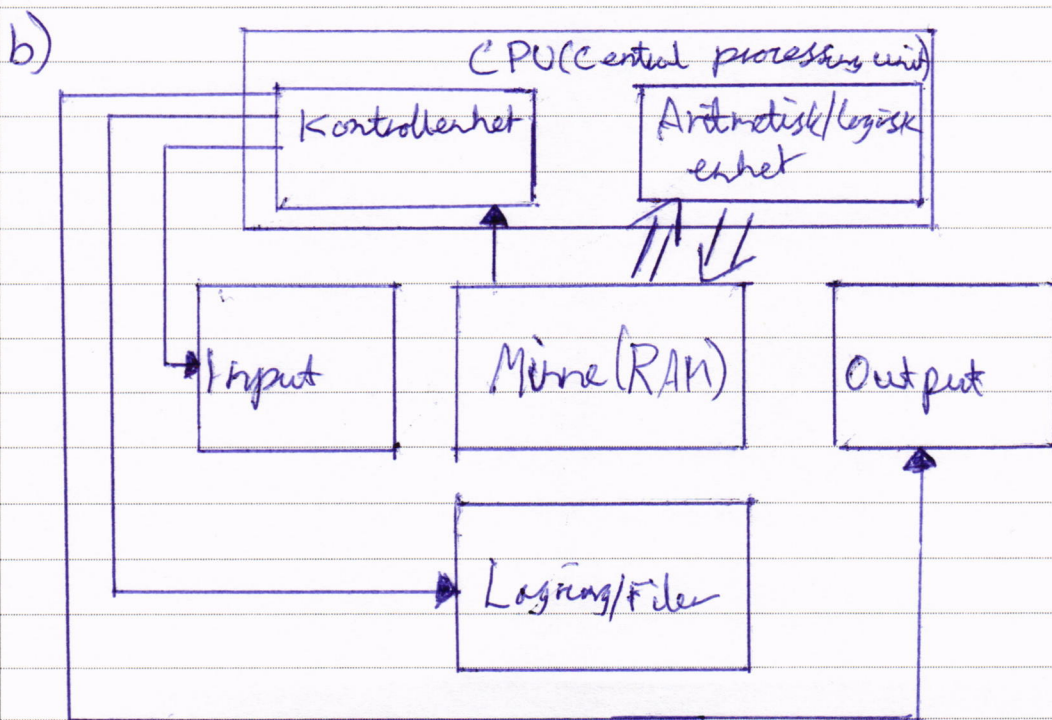 b)
CPU(Central processing unit)
Kontrollenhet
Aritmetisk/logisk
enhet
Input
Minne(RAM)
Output
Lagring/Filer